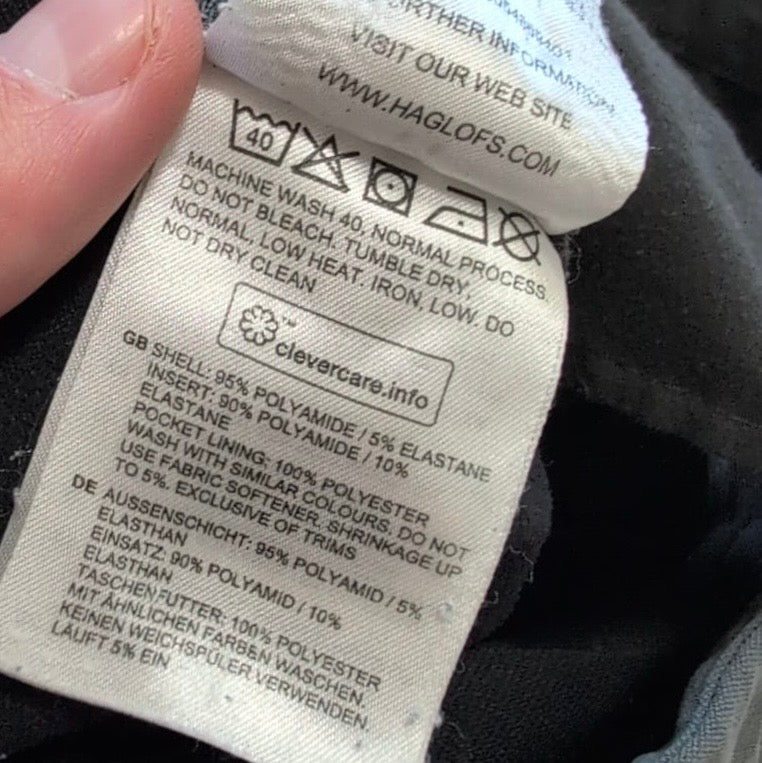 FURTHER INFORMATION
VISIT OUR WEB SITE
WWW.HAGLOFS.COM
40
MACHINE WASH 40, NORMAL PROCESS.
DO NOT BLEACH. TUMBLE DRY,
NORMAL, LOW HEAT. IRON, LOW. DO
NOT DRY CLEAN
™
clevercare.info
GB SHELL: 95% POLYAMIDE / 5% ELASTANE
INSERT: 90% POLYAMIDE / 10%
ELASTANE
POCKET LINING: 100% POLYESTER
WASH WITH SIMILAR COLOURS. DO NOT
USE FABRIC SOFTENER. SHRINKAGE UP
TO 5%. EXCLUSIVE OF TRIMS
DE AUSSENSCHICHT: 95% POLYAMID / 5%
ELASTHAN
EINSATZ: 90% POLYAMID / 10%
ELASTHAN
TASCHENFUTTER: 100% POLYESTER
MIT ÄHNLICHEN FARBEN WASCHEN.
KEINEN WEICHSPÜLER VERWENDEN.
LÄUFT 5% EIN